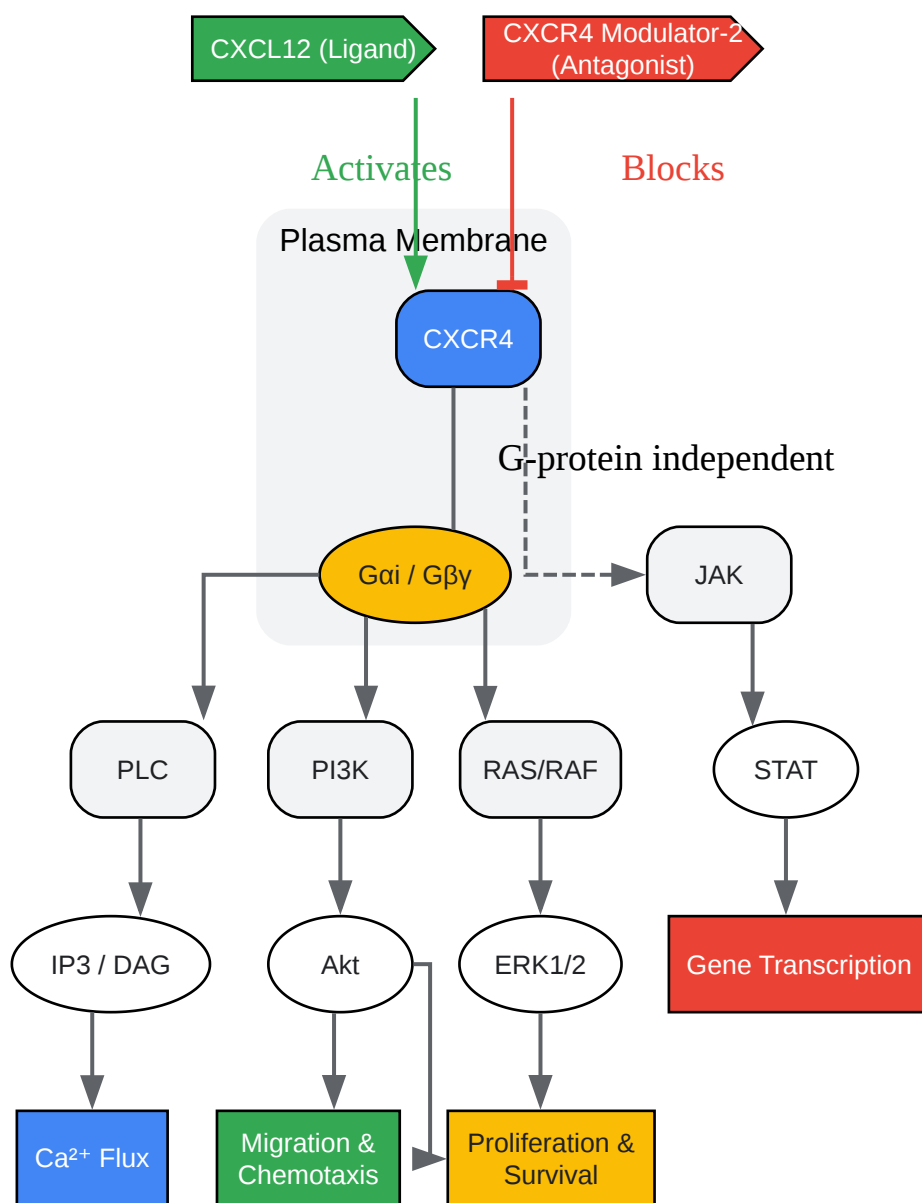 CXCL12 (Ligand)
CXCR4 Modulator-2
(Antagonist)
Activates
Blocks
Plasma Membrane
CXCR4
G-protein independent
Gαi / Gβγ
JAK
PLC
PI3K
RAS/RAF
STAT
IP3 / DAG
Akt
ERK1/2
Gene Transcription
Ca²⁺ Flux
Migration &
Chemotaxis
Proliferation &
Survival